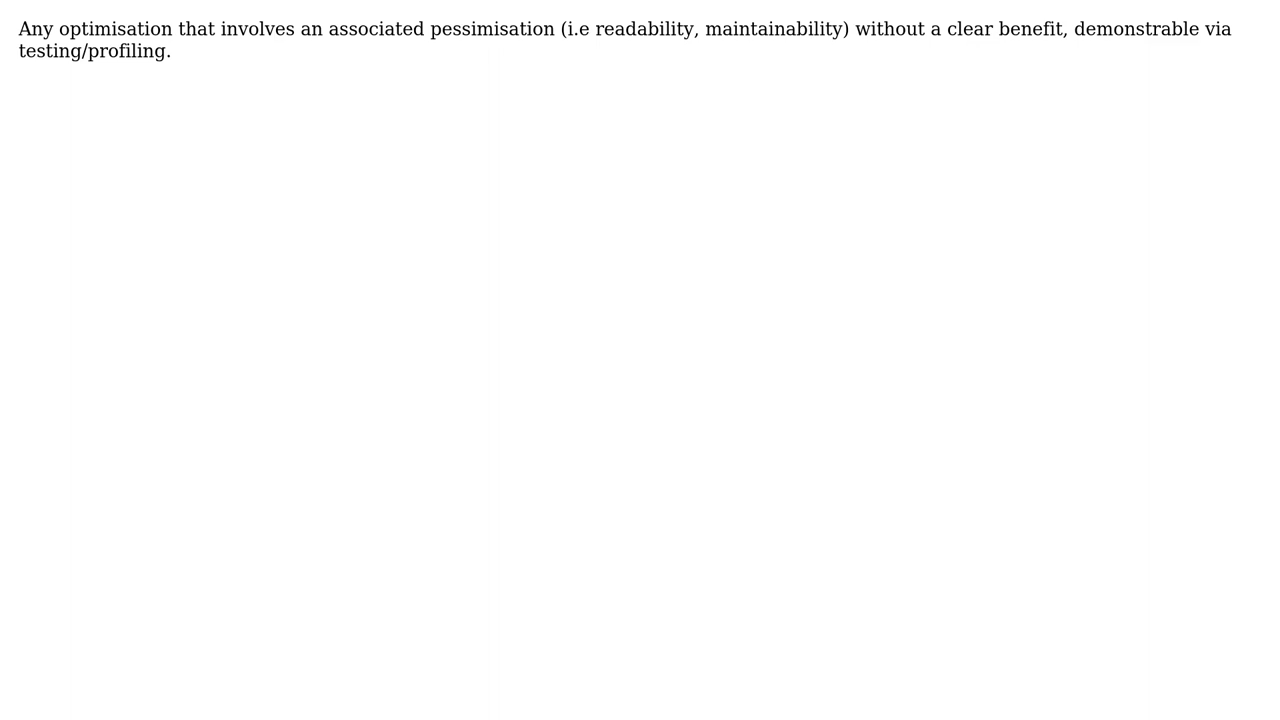 Any optimisation that involves an associated pessimisation (i.e readability, maintainability) without a clear benefit, demonstrable via
testing/profiling.